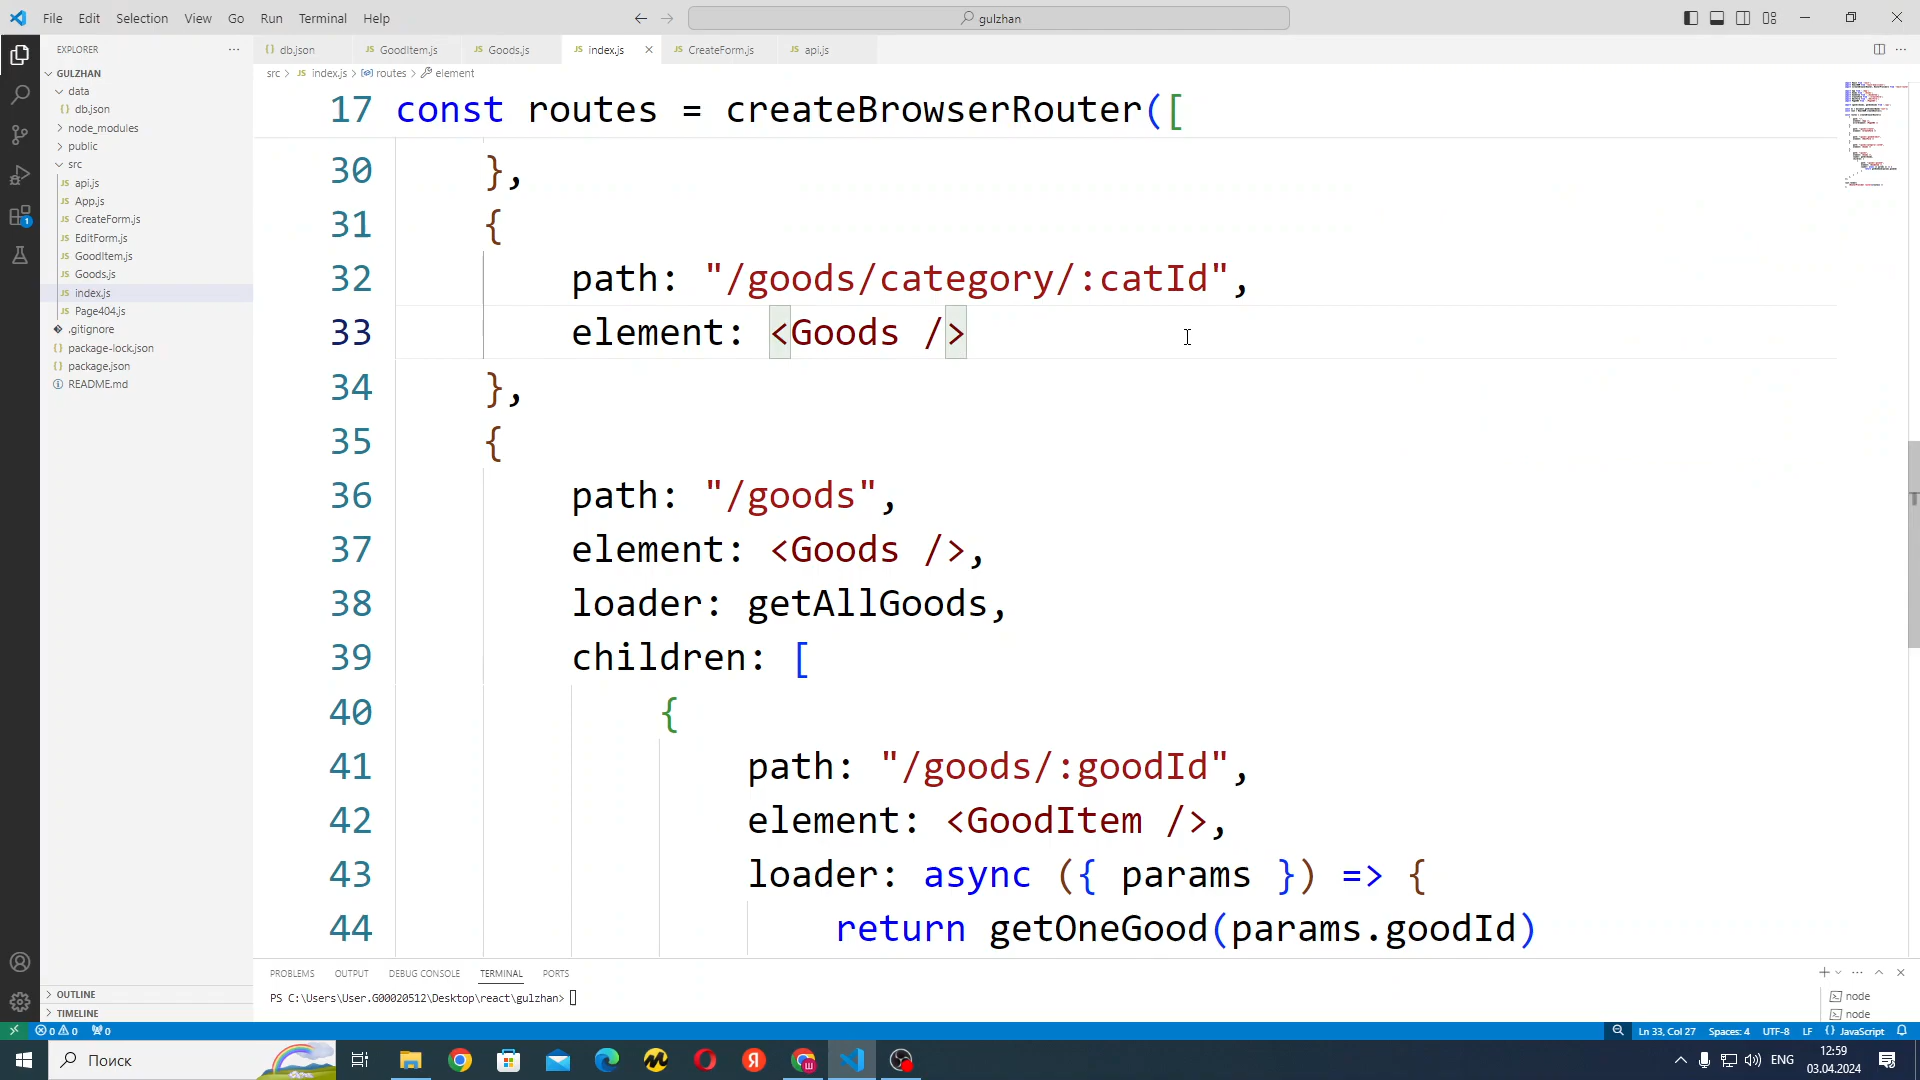 File Edit Selection View Go Run Terminal Help
gulzhan
EXPLORER
db.json GoodItem.js Goods.js index.js CreateForm.js api.js
src > index.js > routes > element
GULZHAN
data
db.json
node_modules
public
src
api.js
App.js
CreateForm.js
EditForm.js
GoodItem.js
Goods.js
index.js
Page404.js
.gitignore
package-lock.json
package.json
README.md
OUTLINE
TIMELINE
17 const routes = createBrowserRouter([
30 },
31 {
32 path: "/goods/category/:catId",
33 element: <Goods />
34 },
35 {
36 path: "/goods",
37 element: <Goods />,
38 loader: getAllGoods,
39 children: [
40 {
41 path: "/goods/:goodId",
42 element: <GoodItem />,
43 loader: async ({ params }) => {
44 return getOneGood(params.goodId)
PROBLEMS OUTPUT DEBUG CONSOLE TERMINAL PORTS
PS C:\Users\User.G00020512\Desktop\react\gulzhan>
node
node
0 0 0
Ln 33, Col 27 Spaces: 4 UTF-8 LF {} JavaScript
Поиск
ENG
12:59
03.04.2024